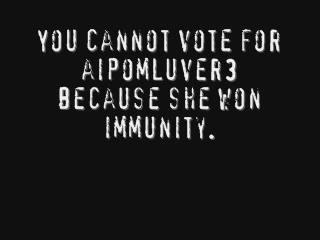 YOU CANNOT VOTE FOR
AIPOMLUVER3
BECAUSE SHE WON
IMMUNITY.